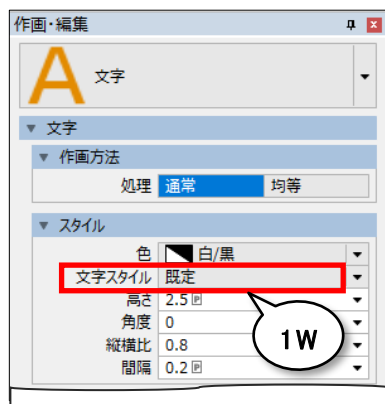 作画・編集
A 文字
文字
作画方法
処理 通常 均等
スタイル
色 白/黒
文字スタイル 既定
高さ 2.5 P
角度 0
縦横比 0.8
間隔 0.2 P
1W